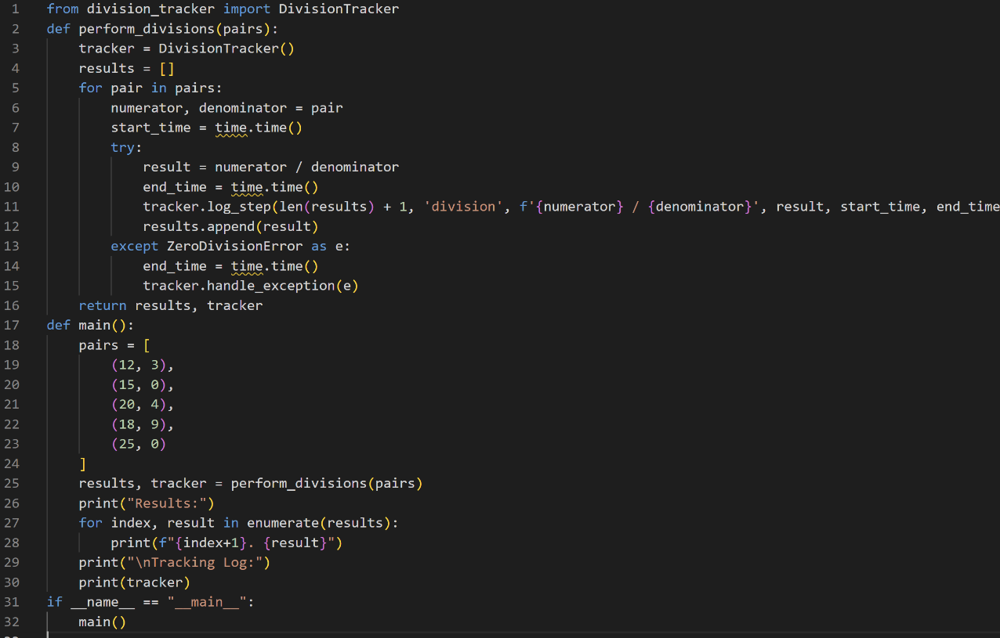 1 from division_tracker import DivisionTracker
2 def perform_divisions(pairs):
3     tracker = DivisionTracker()
4     results = []
5     for pair in pairs:
6         numerator, denominator = pair
7         start_time = time.time()
8         try:
9             result = numerator / denominator
10             end_time = time.time()
11             tracker.log_step(len(results) + 1, 'division', f'{numerator} / {denominator}', result, start_time, end_time
12             results.append(result)
13         except ZeroDivisionError as e:
14             end_time = time.time()
15             tracker.handle_exception(e)
16     return results, tracker
17 def main():
18     pairs = [
19         (12, 3),
20         (15, 0),
21         (20, 4),
22         (18, 9),
23         (25, 0)
24     ]
25     results, tracker = perform_divisions(pairs)
26     print("Results:")
27     for index, result in enumerate(results):
28         print(f"{index+1}. {result}")
29     print("\nTracking Log:")
30     print(tracker)
31 if __name__ == "__main__":
32     main()